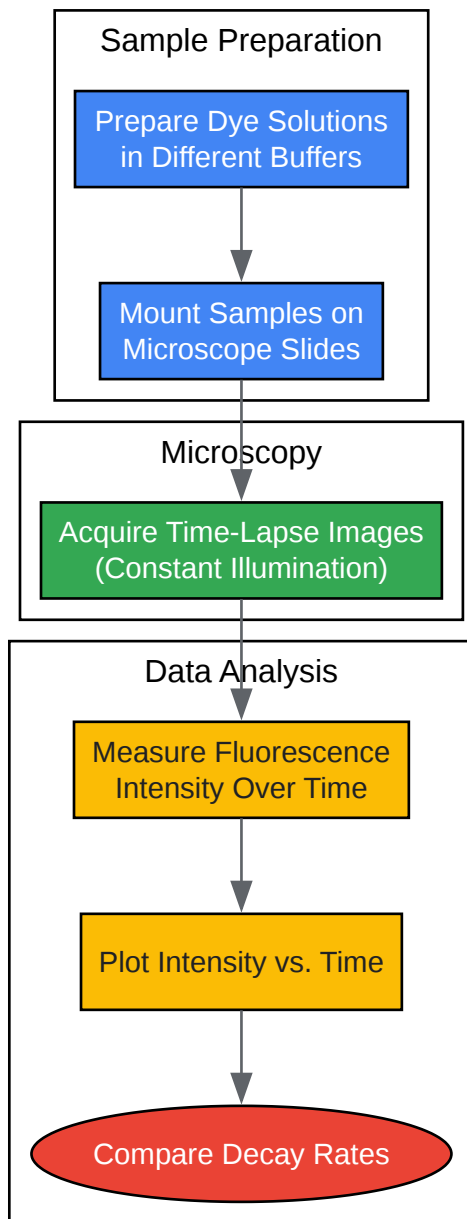 Sample Preparation
Prepare Dye Solutions
in Different Buffers
Mount Samples on
Microscope Slides
Microscopy
Acquire Time-Lapse Images
(Constant Illumination)
Data Analysis
Measure Fluorescence
Intensity Over Time
Plot Intensity vs. Time
Compare Decay Rates